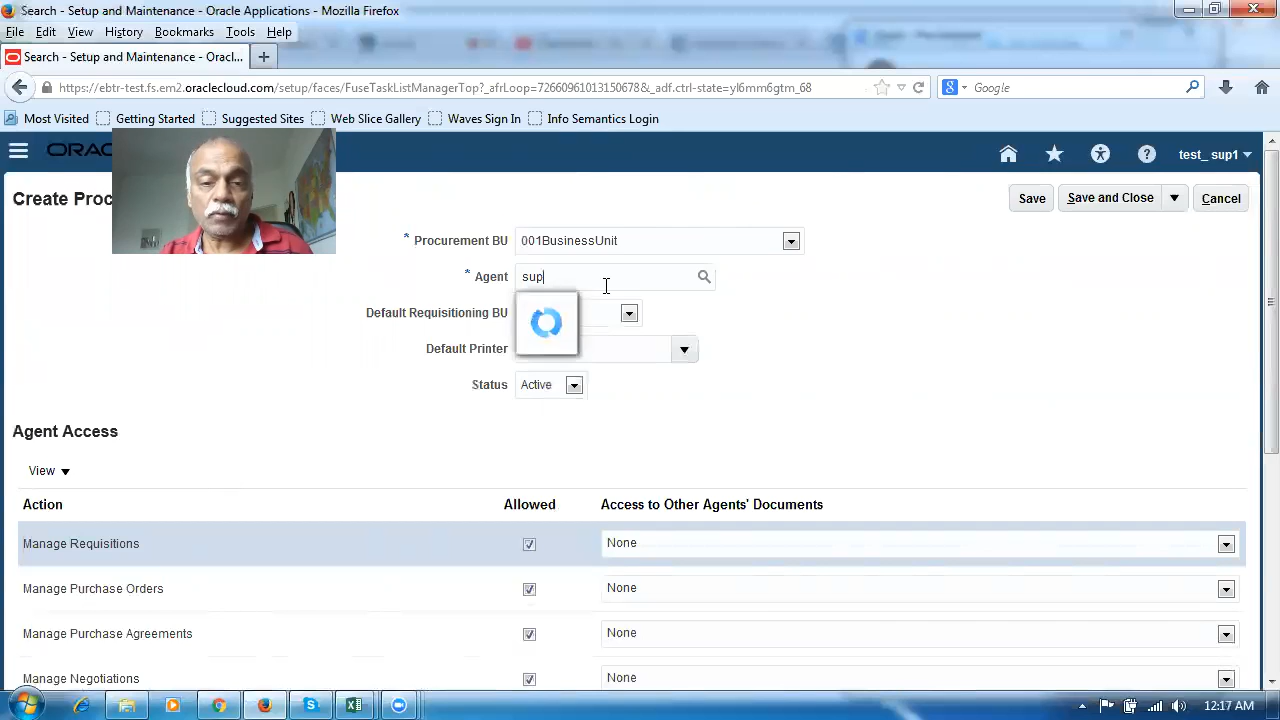 Search - Setup and Maintenance - Oracle Applications - Mozilla Firefox
File Edit View History Bookmarks Tools Help
Search - Setup and Maintenance - Oracl...
https://ebtr-test.fs.em2.oraclecloud.com/setup/faces/FuseTaskListManagerTop?_afrLoop=72660961013150678&_adf.ctrl-state=yl6mm6gtm_68
Google
Most Visited Getting Started Suggested Sites Web Slice Gallery Waves Sign In Info Semantics Login
ORAC
test_ sup1
Create Proc
Save Save and Close Cancel
* Procurement BU 001BusinessUnit
* Agent sup
Default Requisitioning BU
Default Printer
Status Active
Agent Access
View
Action Allowed Access to Other Agents' Documents
Manage Requisitions None
Manage Purchase Orders None
Manage Purchase Agreements None
Manage Negotiations None
12:17 AM